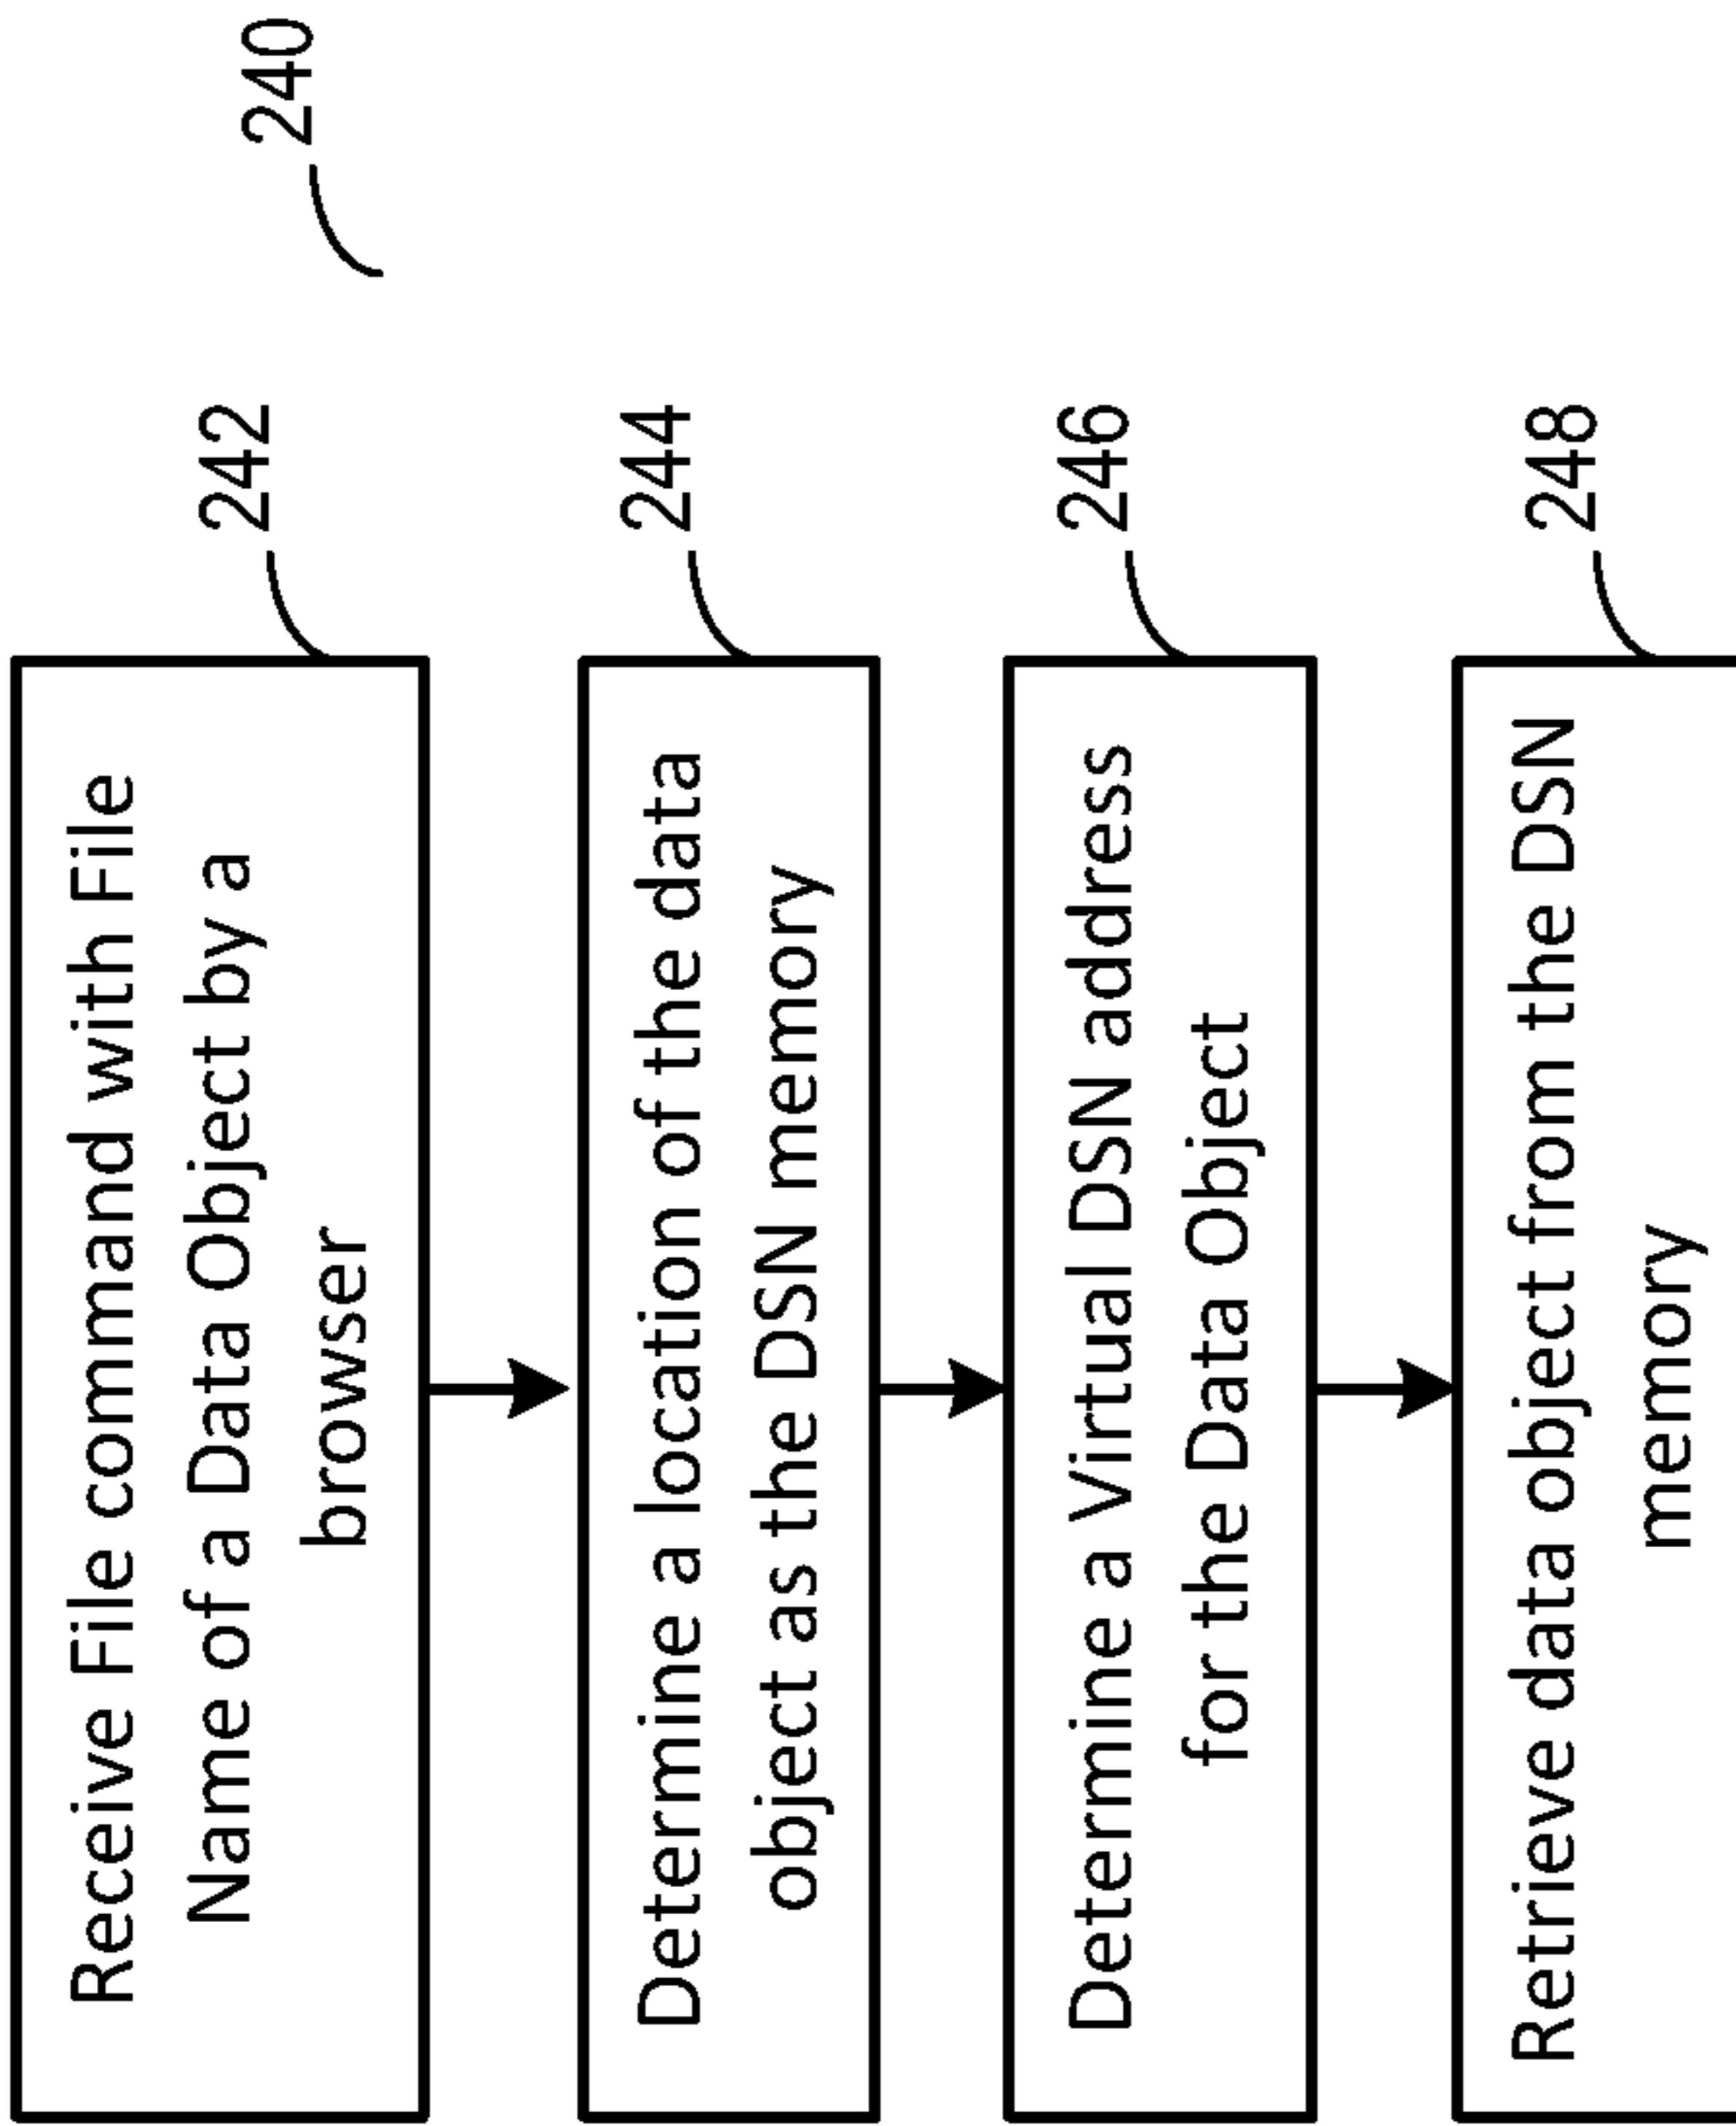 240
242
Receive File command with File
Name of a Data Object by a
browser
244
Determine a location of the data
object as the DSN memory
246
Determine a Virtual DSN address
for the Data Object
248
Retrieve data object from the DSN
memory